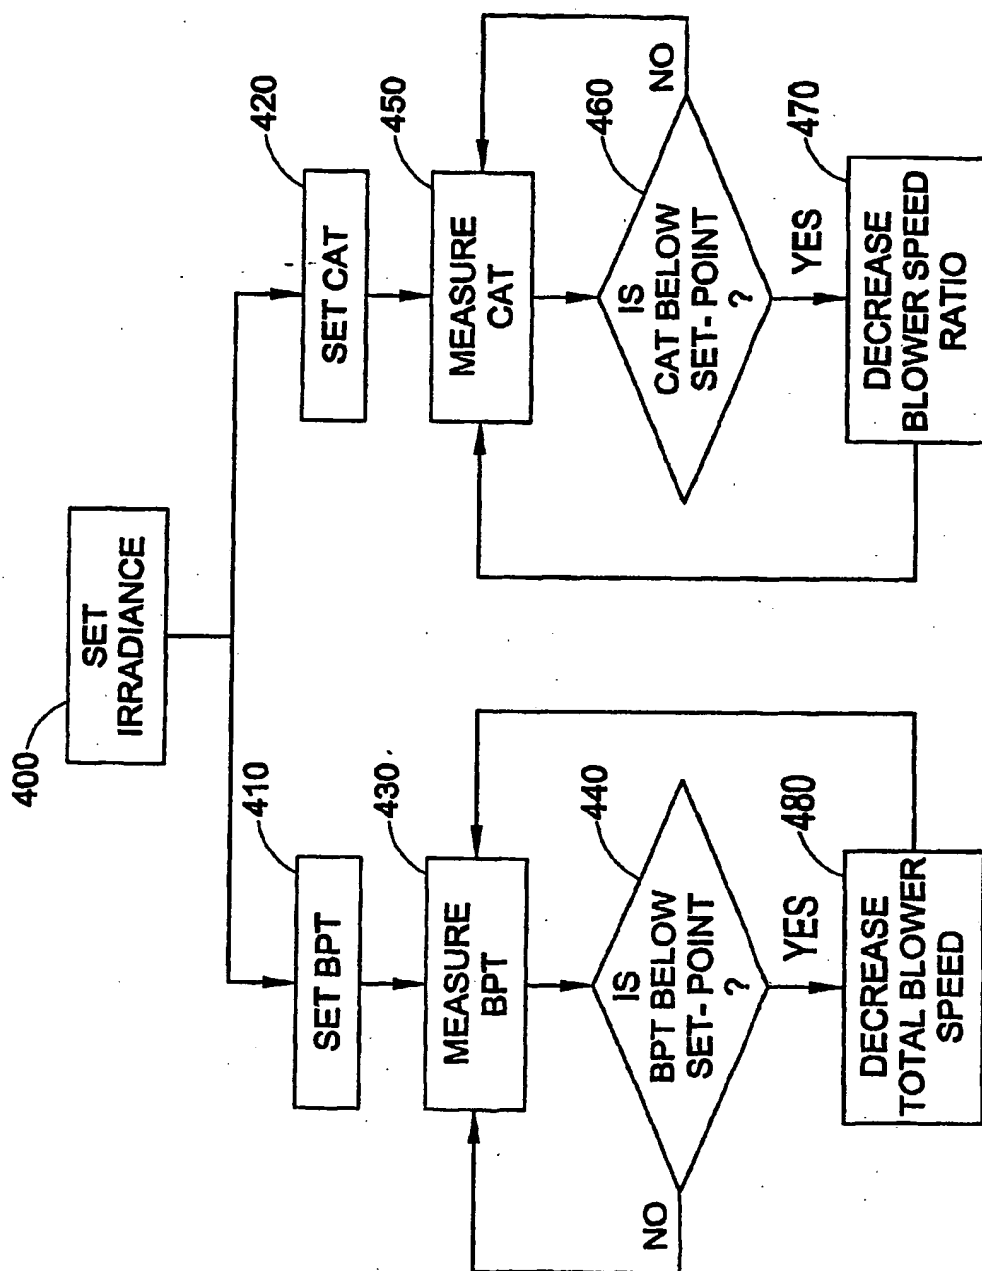 400
SET
IRRADIANCE
410
SET BPT
430
MEASURE
BPT
440
IS
BPT BELOW
SET- POINT
?
NO
YES
480
DECREASE
TOTAL BLOWER
SPEED
420
SET CAT
450
MEASURE
CAT
460
IS
CAT BELOW
SET- POINT
?
NO
YES
470
DECREASE
BLOWER SPEED
RATIO